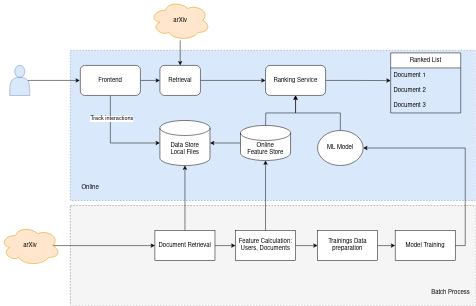 arXiv
Frontend
Retrieval
Ranking Service
Ranked List
Document 1
Document 2
Document 3
Track interactions
Data Store
Local Files
Online
Feature Store
ML Model
Online
arXiv
Document Retrieval
Feature Calculation:
Users, Documents
Trainings Data
preparation
Model Training
Batch Process